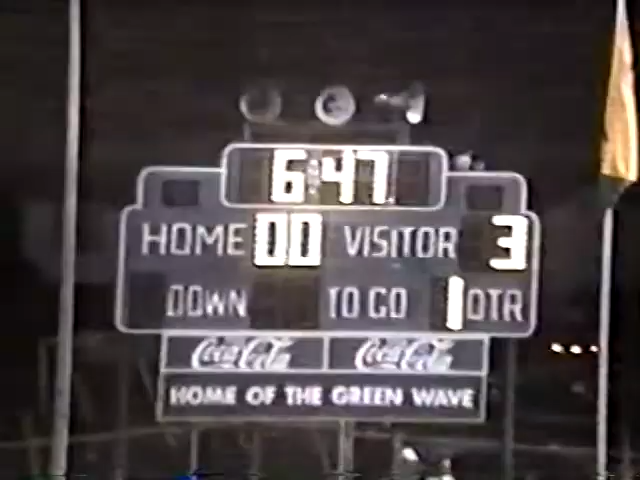 6:47
HOME 00 VISITOR 3
DOWN TO GO 1 QTR
Coca-Cola Coca-Cola
HOME OF THE GREEN WAVE